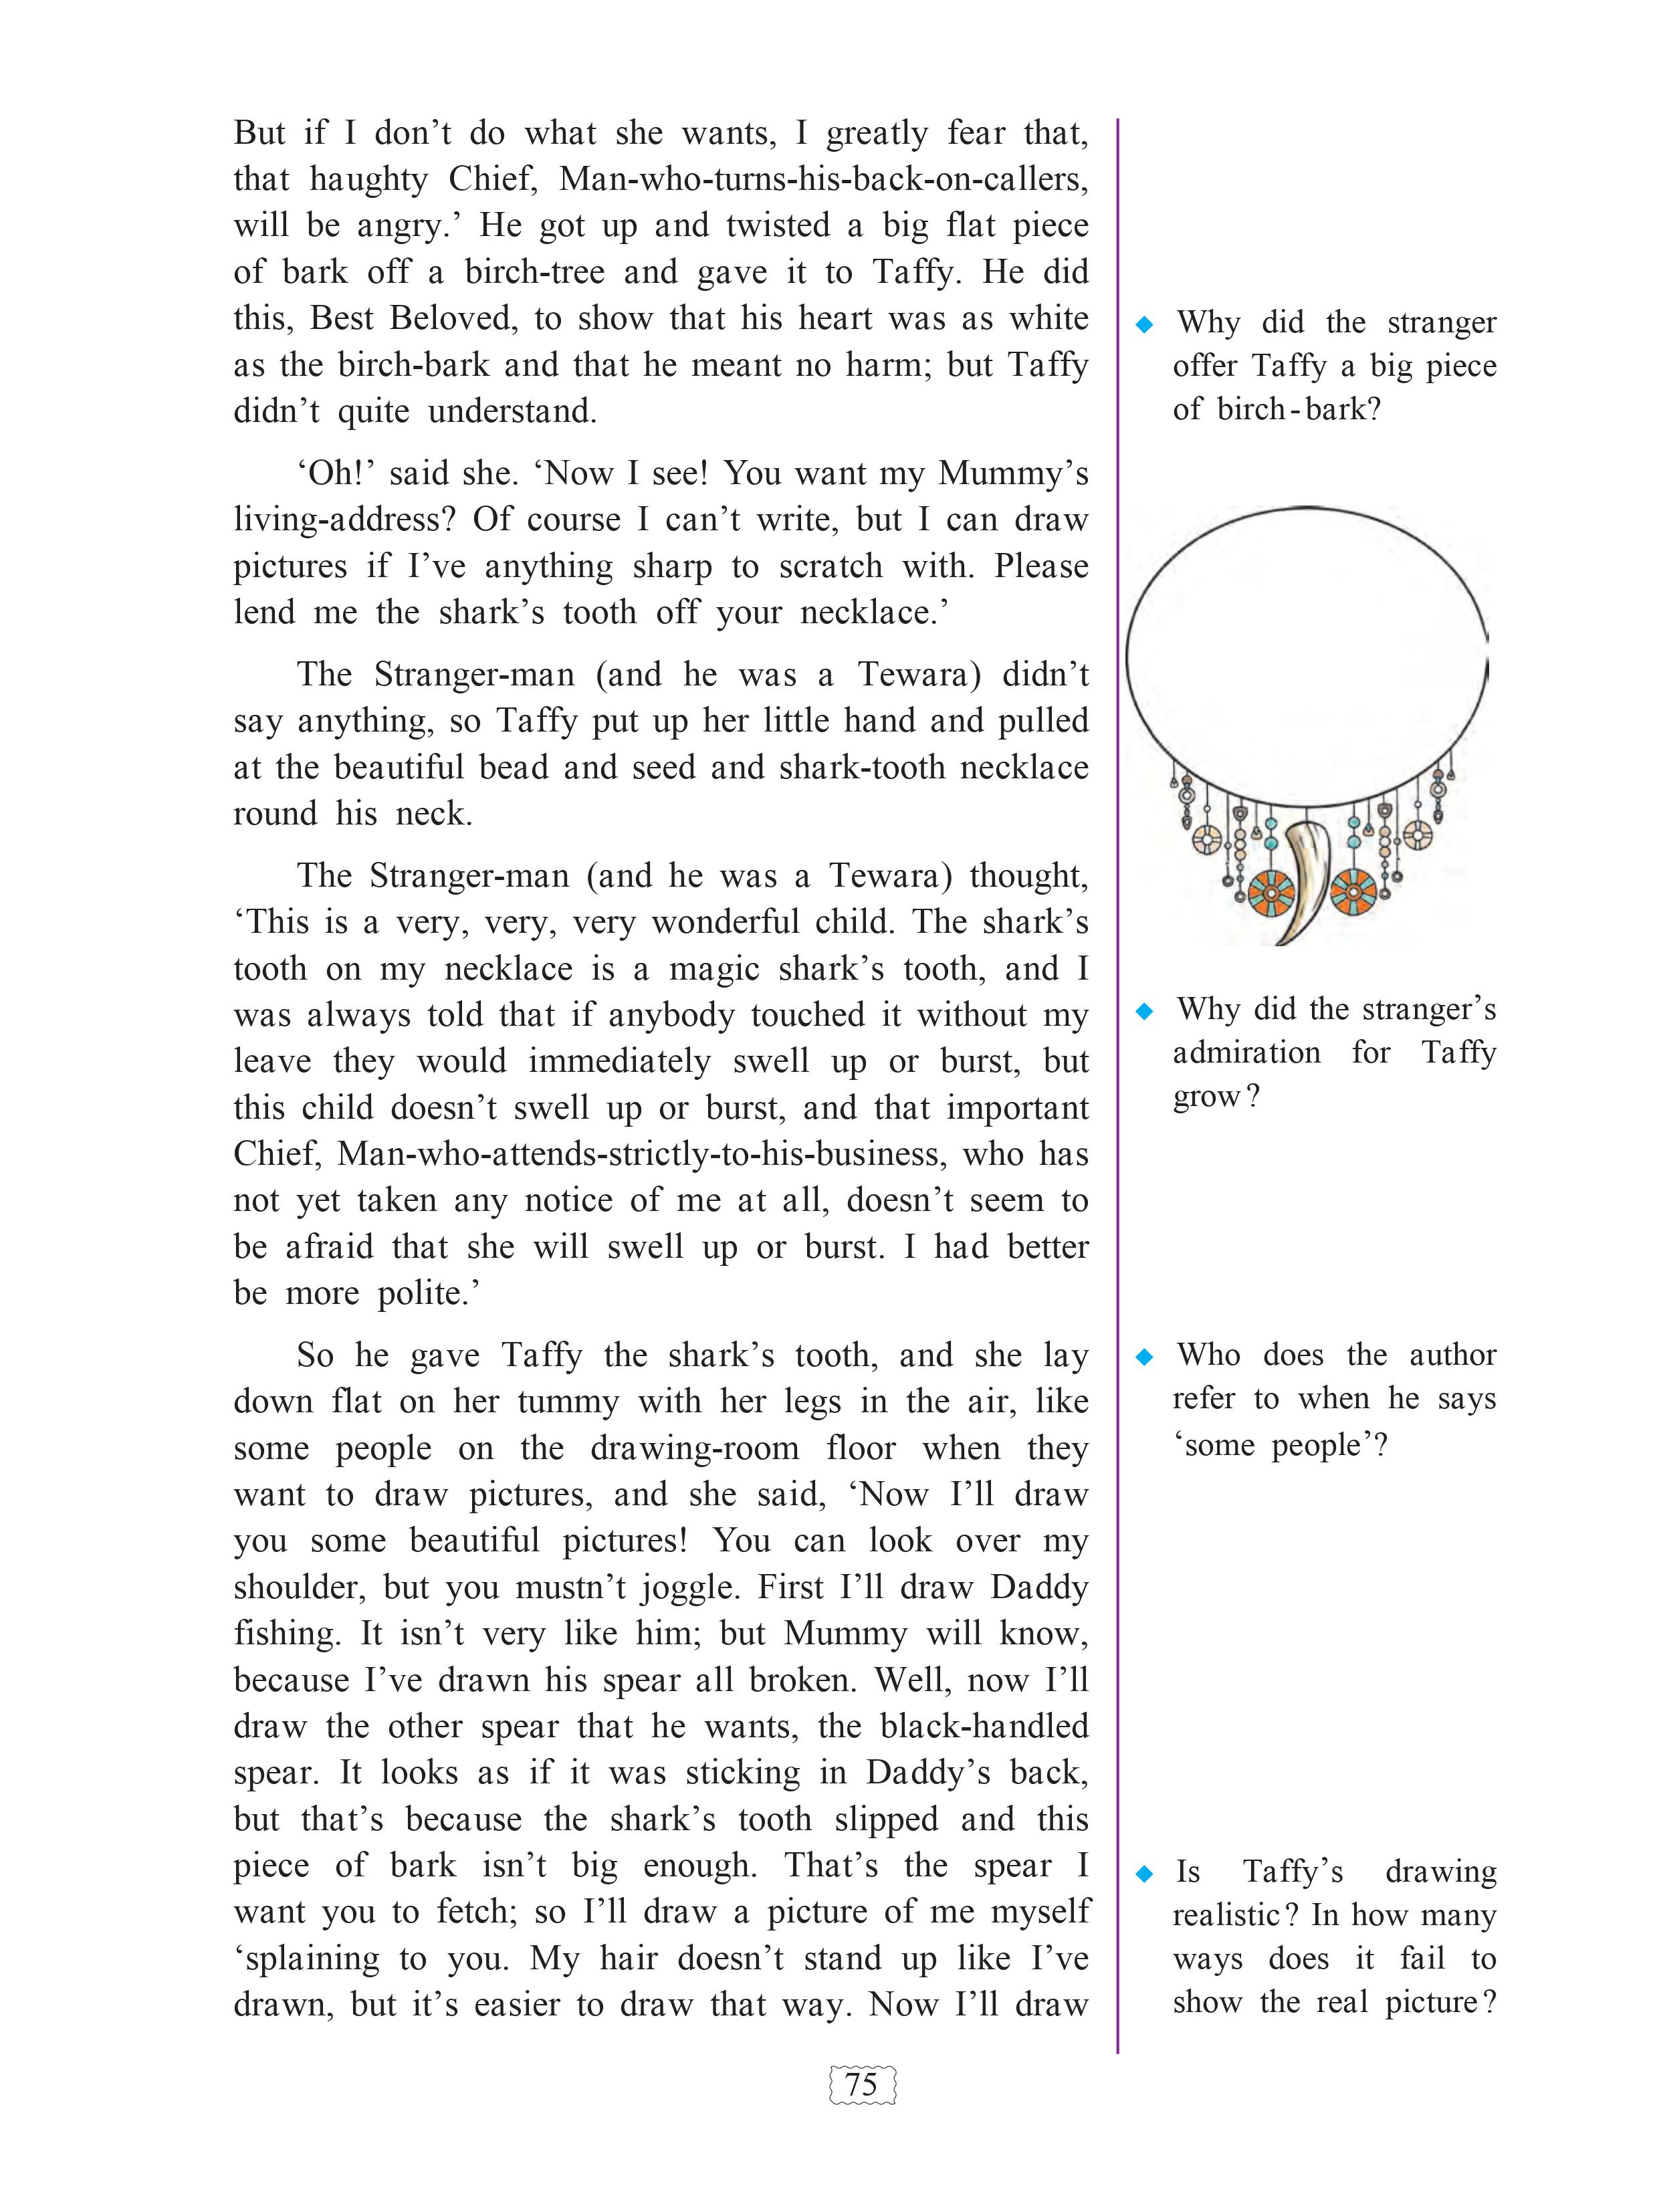 But if I don’t do what she wants, I greatly fear that,
that haughty Chief, Man-who-turns-his-back-on-callers,
will be angry.’ He got up and twisted a big flat piece
of bark off a birch-tree and gave it to Taffy. He did
this, Best Beloved, to show that his heart was as white
as the birch-bark and that he meant no harm; but Taffy
didn’t quite understand.
‘Oh!’ said she. ‘Now I see! You want my Mummy’s
living-address? Of course I can’t write, but I can draw
pictures if I’ve anything sharp to scratch with. Please
lend me the shark’s tooth off your necklace.’
The Stranger-man (and he was a Tewara) didn’t
say anything, so Taffy put up her little hand and pulled
at the beautiful bead and seed and shark-tooth necklace
round his neck.
The Stranger-man (and he was a Tewara) thought,
‘This is a very, very, very wonderful child. The shark’s
tooth on my necklace is a magic shark’s tooth, and I
was always told that if anybody touched it without my
leave they would immediately swell up or burst, but
this child doesn’t swell up or burst, and that important
Chief, Man-who-attends-strictly-to-his-business, who has
not yet taken any notice of me at all, doesn’t seem to
be afraid that she will swell up or burst. I had better
be more polite.’
So he gave Taffy the shark’s tooth, and she lay
down flat on her tummy with her legs in the air, like
some people on the drawing-room floor when they
want to draw pictures, and she said, ‘Now I’ll draw
you some beautiful pictures! You can look over my
shoulder, but you mustn’t joggle. First I’ll draw Daddy
fishing. It isn’t very like him; but Mummy will know,
because I’ve drawn his spear all broken. Well, now I’ll
draw the other spear that he wants, the black-handled
spear. It looks as if it was sticking in Daddy’s back,
but that’s because the shark’s tooth slipped and this
piece of bark isn’t big enough. That’s the spear I
want you to fetch; so I’ll draw a picture of me myself
‘splaining to you. My hair doesn’t stand up like I’ve
drawn, but it’s easier to draw that way. Now I’ll draw
Why did the stranger
offer Taffy a big piece
of birch-bark?
Why did the stranger’s
admiration for Taffy
grow?
Who does the author
refer to when he says
‘some people’?
Is Taffy’s drawing
realistic? In how many
ways does it fail to
show the real picture?
75